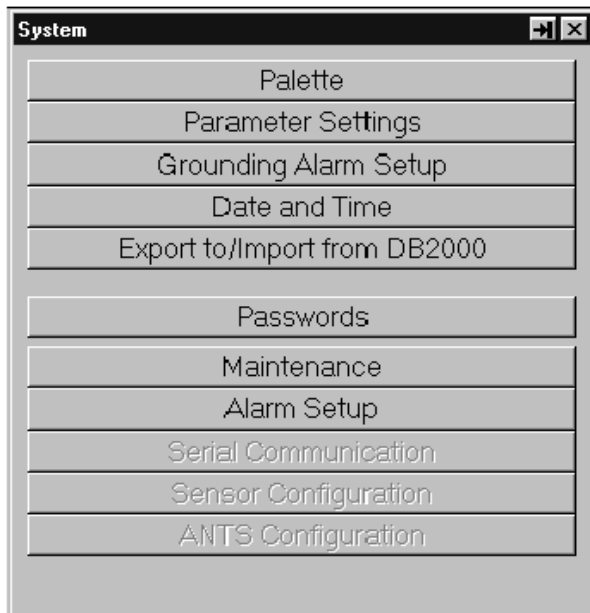 System
Palette
Parameter Settings
Grounding Alarm Setup
Date and Time
Export to/Import from DB2000
Passwords
Maintenance
Alarm Setup
Serial Communication
Sensor Configuration
ANTS Configuration